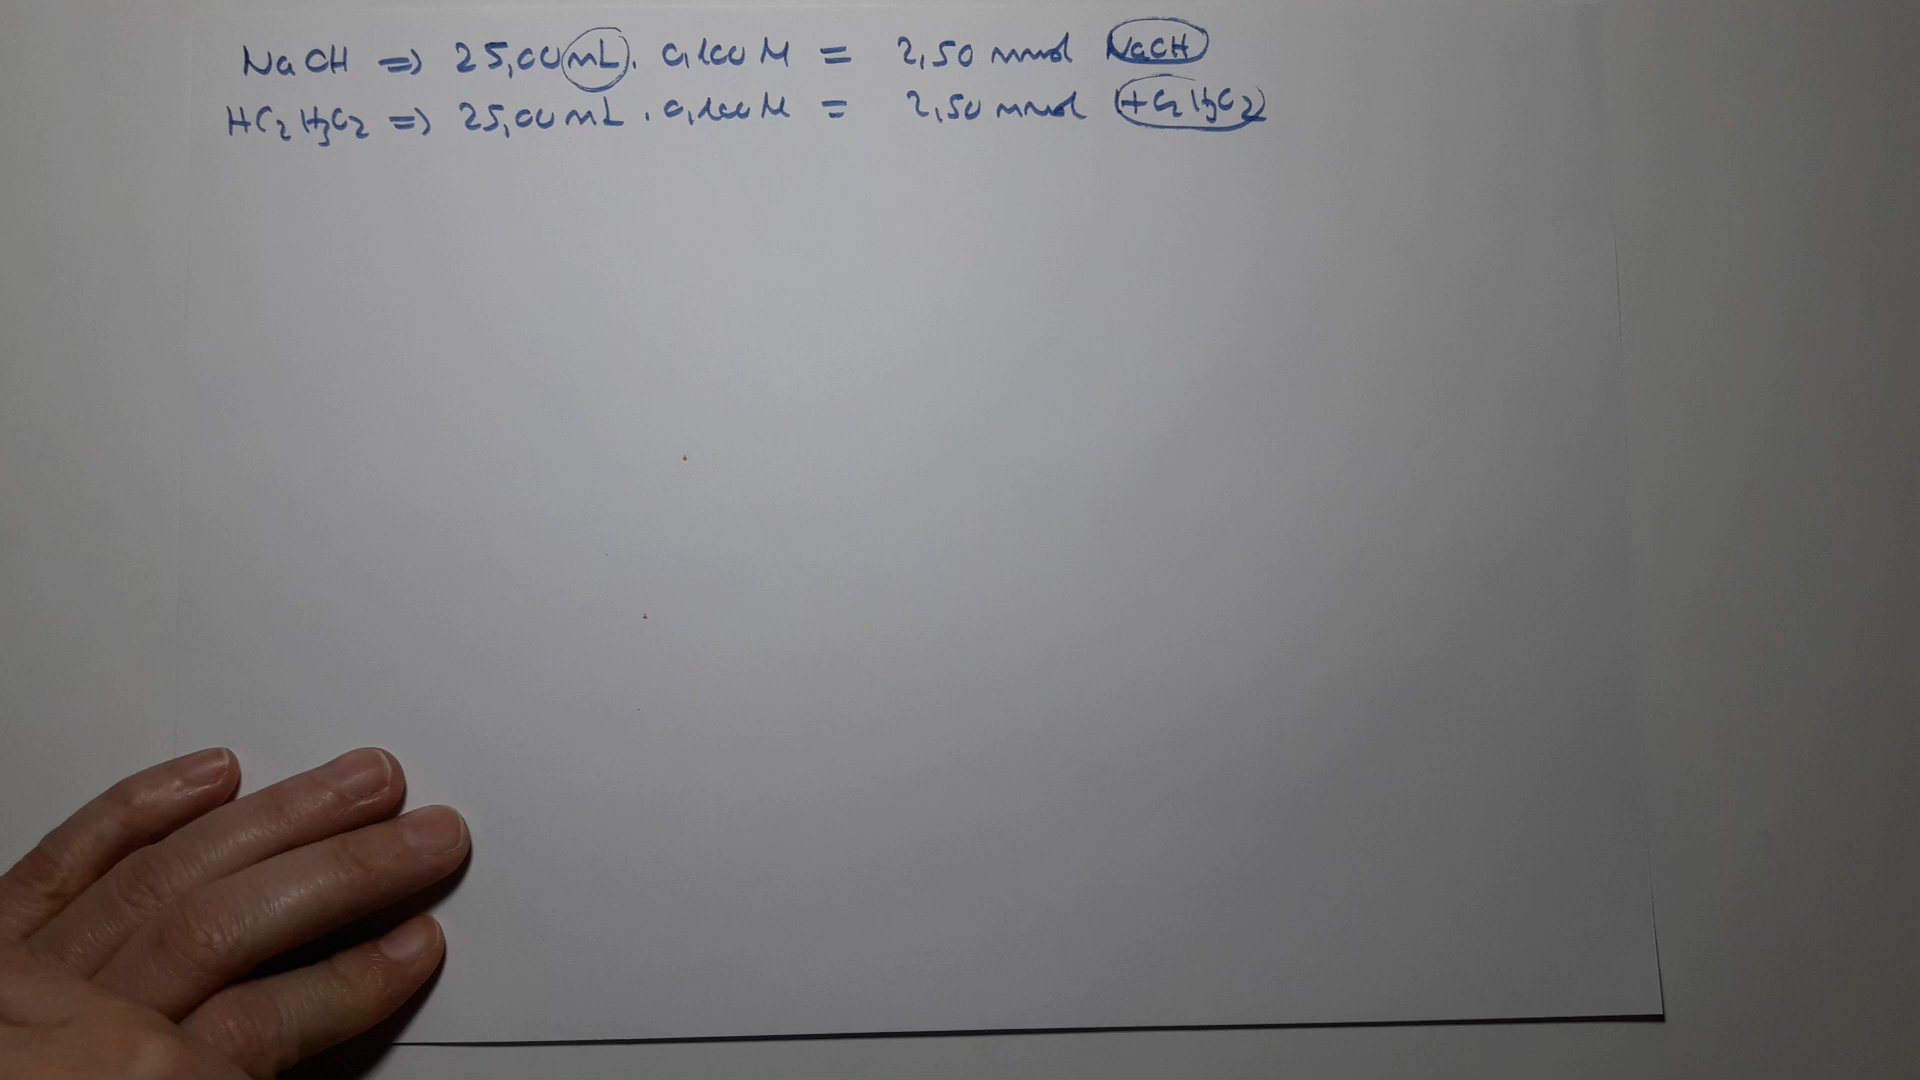 NaOH => 25,00 mL . 0,100 M = 2,50 mmol NaOH
HC2H3O2 => 25,00 mL . 0,100 M = 2,50 mmol HC2H3O2